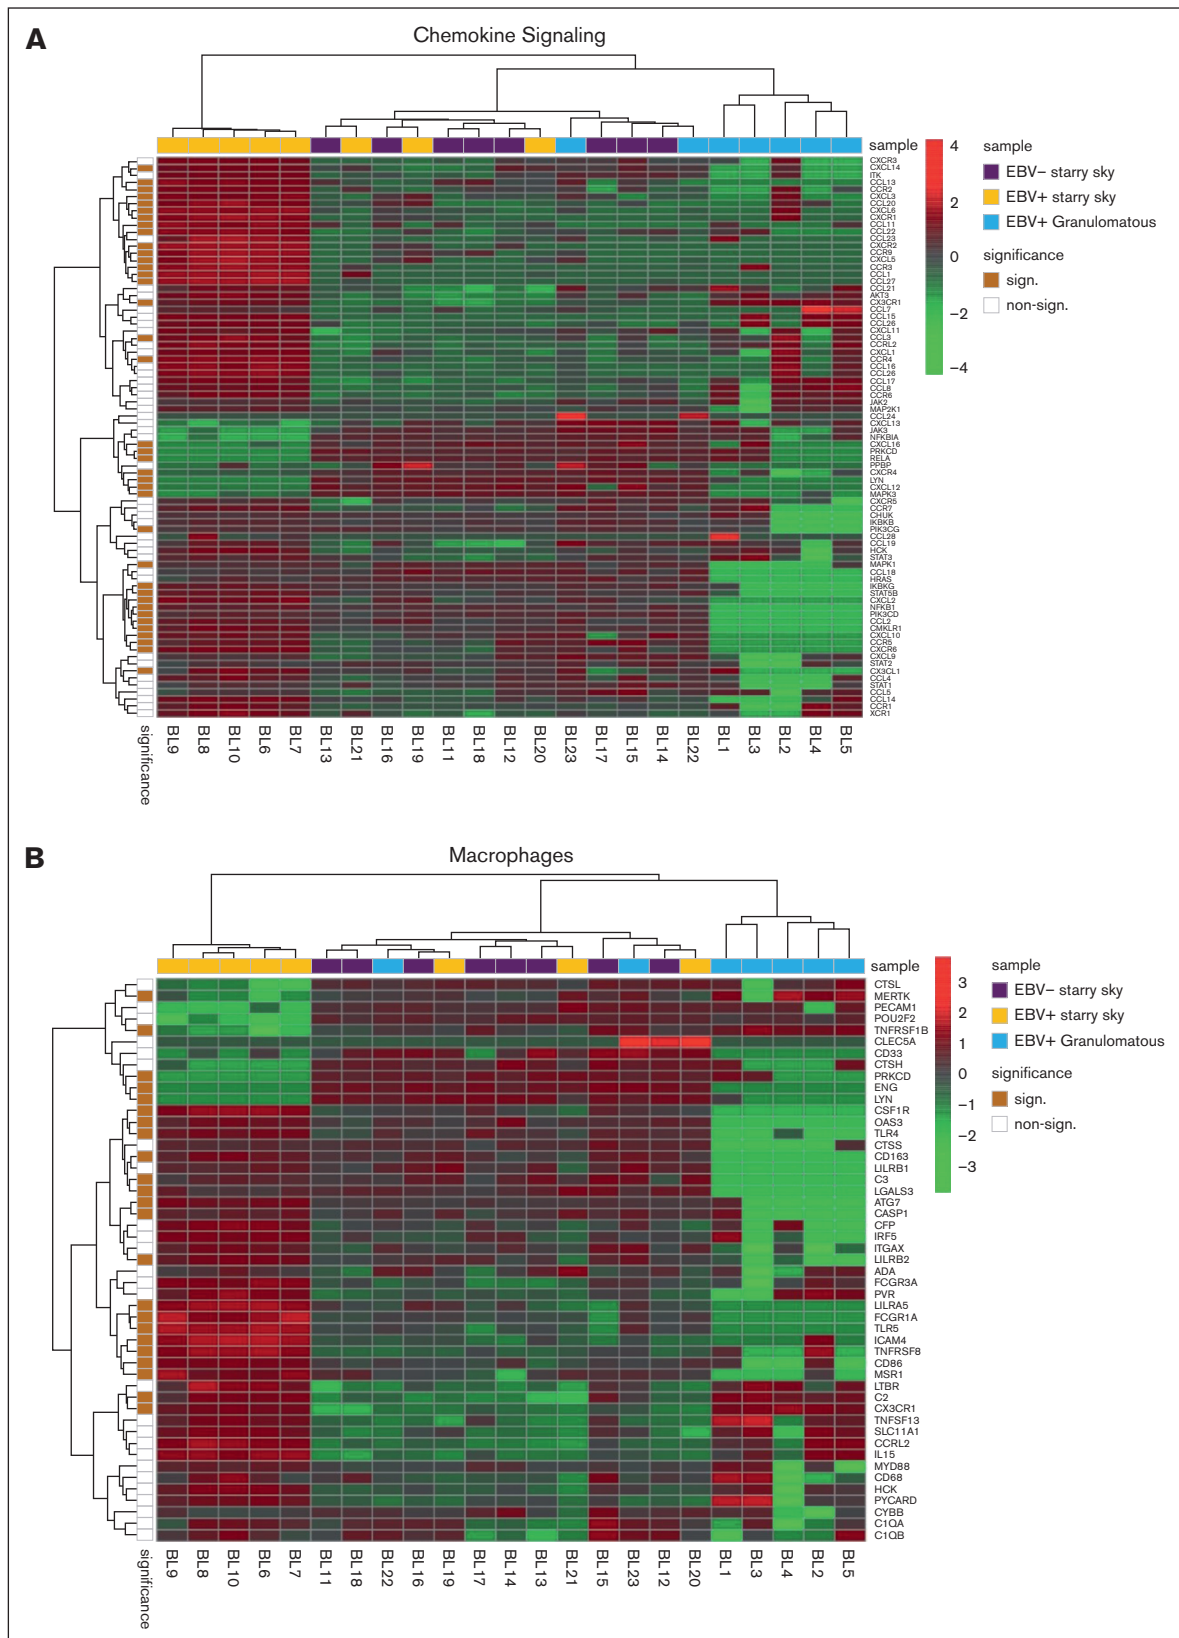 A
Chemokine Signaling
sample
CXCR3
CXCL14
ITK
CCL13
CCR2
CXCL3
CCL20
CXCL6
CXCR1
CCL11
CCL22
CCL23
CXCR2
CCR9
CXCL5
CCR3
CCL1
CCL27
CCL21
AKT3
CX3CR1
CCL7
CCL15
CCL26
CXCL11
CCL3
CCRL2
CXCL1
CCR4
CCL16
CCL26
CCL17
CCL8
CCR6
JAK2
MAP2K1
CCL24
CXCL13
JAK3
NFKBIA
CXCL16
PRKCD
RELA
PPBP
CXCR4
LYN
CXCL12
MAPK3
CXCR5
CCR7
CHUK
IKBKB
PIK3CG
CCL28
CCL19
HCK
STAT3
MAPK1
CCL18
HRAS
IKBKG
STAT5B
CXCL2
NFKB1
PIK3CD
CCL2
CMKLR1
CXCL10
CCR5
CXCR6
CXCL9
STAT2
CX3CL1
CCL4
STAT1
CCL5
CCL14
CCR1
XCR1
4
2
0
−2
−4
sample
EBV− starry sky
EBV+ starry sky
EBV+ Granulomatous
significance
sign.
non-sign.
significance BL9 BL8 BL10 BL6 BL7 BL13 BL21 BL16 BL19 BL11 BL18 BL12 BL20 BL23 BL17 BL15 BL14 BL22 BL1 BL3 BL2 BL4 BL5
B
Macrophages
sample
CTSL
MERTK
PECAM1
POU2F2
TNFRSF1B
CLEC5A
CD33
CTSH
PRKCD
ENG
LYN
CSF1R
OAS3
TLR4
CTSS
CD163
LILRB1
C3
LGALS3
ATG7
CASP1
CFP
IRF5
ITGAX
LILRB2
ADA
FCGR3A
PVR
LILRA5
FCGR1A
TLR5
ICAM4
TNFRSF8
CD86
MSR1
LTBR
C2
CX3CR1
TNFSF13
SLC11A1
CCRL2
IL15
MYD88
CD68
HCK
PYCARD
CYBB
C1QA
C1QB
3
2
1
0
−1
−2
−3
sample
EBV− starry sky
EBV+ starry sky
EBV+ Granulomatous
significance
sign.
non-sign.
significance BL9 BL8 BL10 BL6 BL7 BL11 BL18 BL22 BL16 BL19 BL17 BL14 BL13 BL21 BL15 BL23 BL12 BL20 BL1 BL3 BL4 BL2 BL5